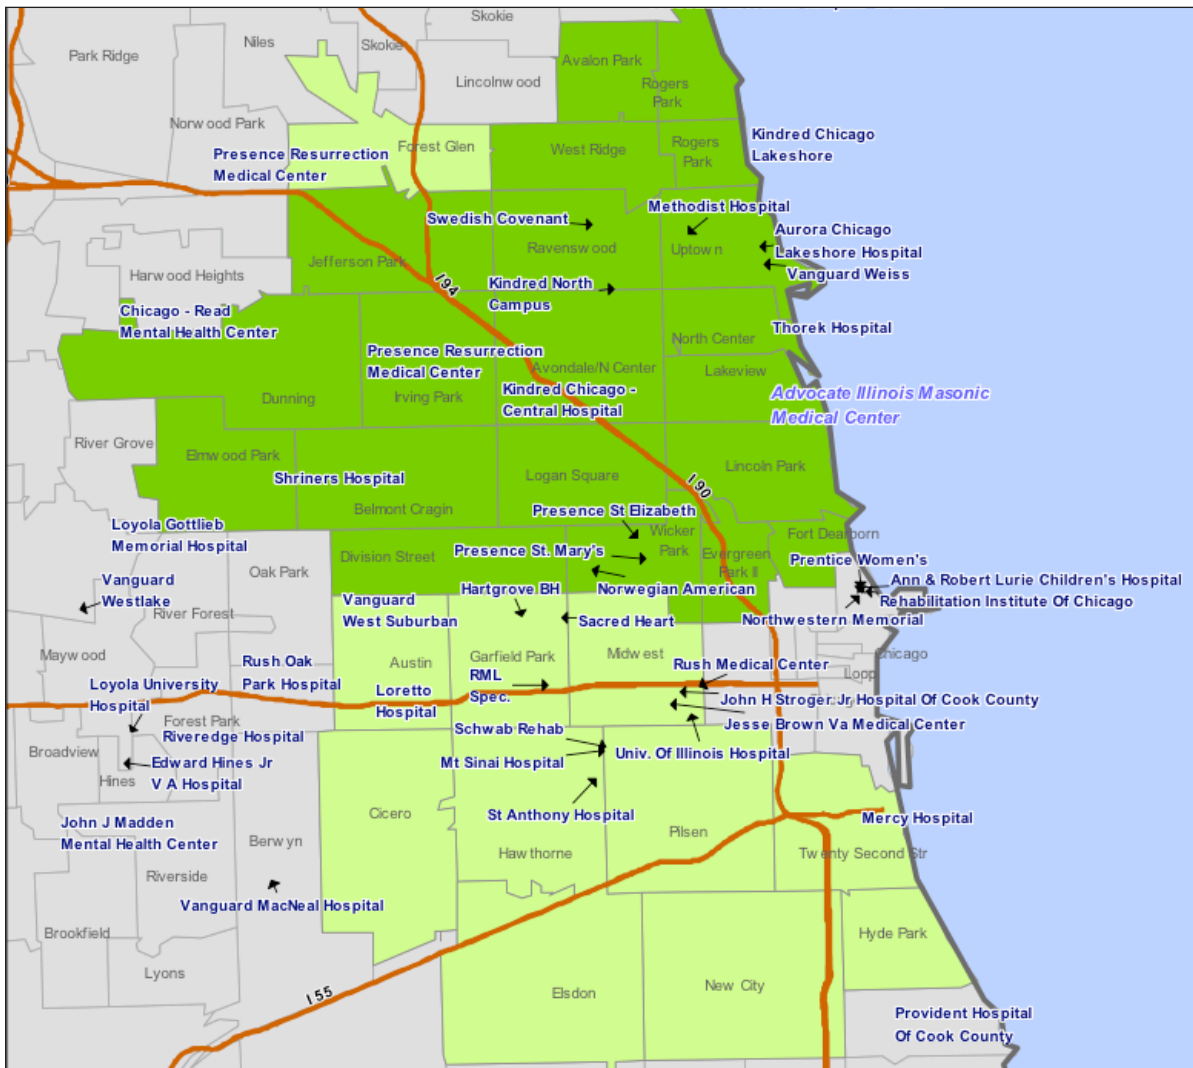 Skokie
Niles
Skokie
Park Ridge
Avalon Park
Lincolnwood
Rogers
Park
Norwood Park
Kindred Chicago
Lakeshore
Forest Glen
Rogers
Park
West Ridge
Presence Resurrection
Medical Center
Methodist Hospital
Swedish Covenant
Aurora Chicago
Lakeshore Hospital
Ravenswood
Uptown
Jefferson Park
Vanguard Weiss
Harwood Heights
I 94
Kindred North
Campus
Chicago - Read
Mental Health Center
Thorek Hospital
North Center
Presence Resurrection
Medical Center
Avondale/N Center
Lakeview
Kindred Chicago -
Central Hospital
Advocate Illinois Masonic
Medical Center
Dunning
Irving Park
River Grove
Elmwood Park
Lincoln Park
Shriners Hospital
Logan Square
I 90
Belmont Cragin
Presence St Elizabeth
Loyola Gottlieb
Memorial Hospital
Wicker
Park
Fort Dearborn
Division Street
Presence St. Mary's
Evergreen
Park II
Prentice Women's
Oak Park
Vanguard
Westlake
Hartgrove BH
Norwegian American
Ann & Robert Lurie Children's Hospital
Rehabilitation Institute Of Chicago
Vanguard
West Suburban
River Forest
Sacred Heart
Northwestern Memorial
Maywood
Rush Oak
Park Hospital
Austin
Garfield Park
Midwest
Chicago
Rush Medical Center
Loop
Loyola University
Hospital
Loretto
Hospital
RML
Spec.
John H Stroger Jr Hospital Of Cook County
Forest Park
Riveredge Hospital
Jesse Brown Va Medical Center
Schwab Rehab
Broadview
Univ. Of Illinois Hospital
Mt Sinai Hospital
Edward Hines Jr
V A Hospital
Hines
Cicero
St Anthony Hospital
Mercy Hospital
John J Madden
Mental Health Center
Pilsen
Berwyn
Hawthorne
Twenty Second Str
Riverside
Vanguard MacNeal Hospital
Brookfield
Hyde Park
Lyons
New City
Elsdon
I 55
Provident Hospital
Of Cook County